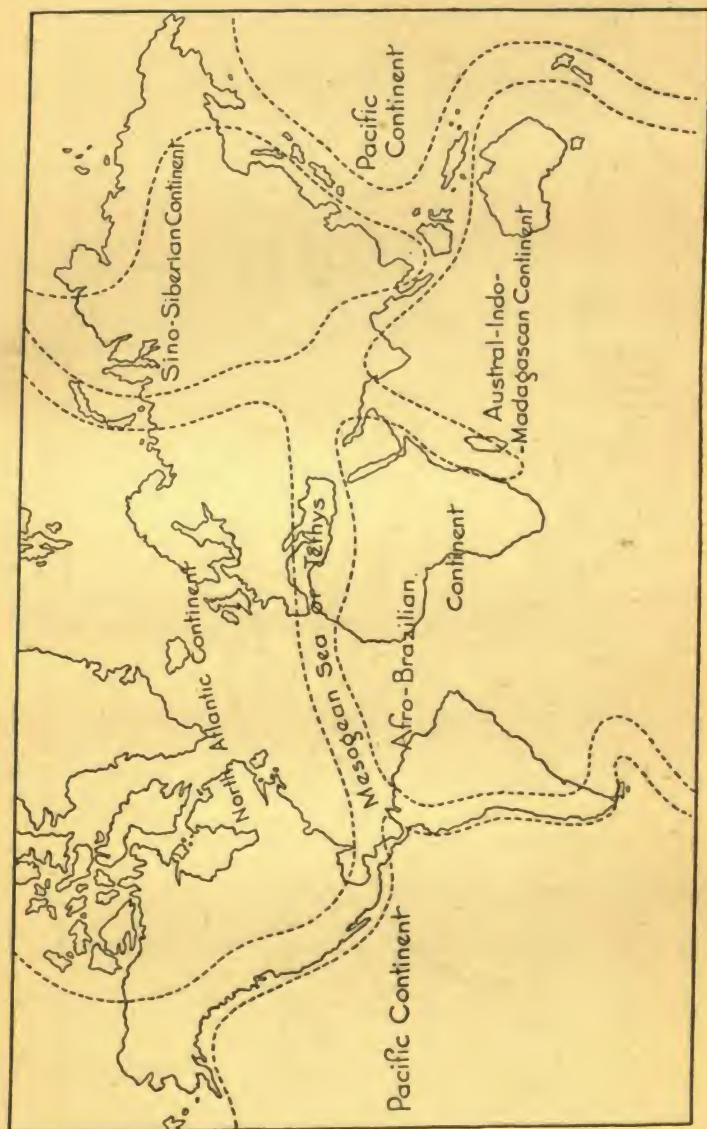 Pacific
Continent
Sino-Siberian Continent
Austral-Indo-
-Madagascan Continent
North Atlantic Continent
Mesogean Sea or Tethys
Afro-Brazilian
Continent
Pacific Continent